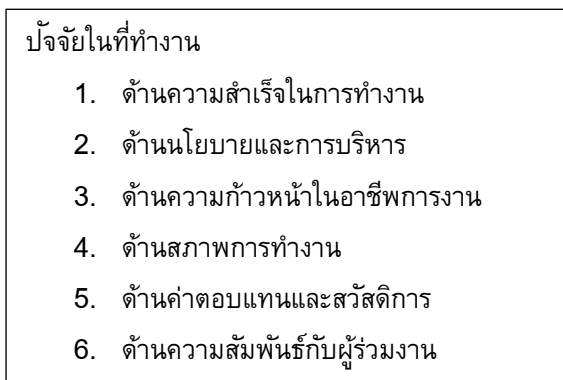 ปัจจัยในที่ทำงาน
1. ด้านความสำเร็จในการทำงาน
2. ด้านนโยบายและการบริหาร
3. ด้านความก้าวหน้าในอาชีพการงาน
4. ด้านสภาพการทำงาน
5. ด้านค่าตอบแทนและสวัสดิการ
6. ด้านความสัมพันธ์กับผู้ร่วมงาน